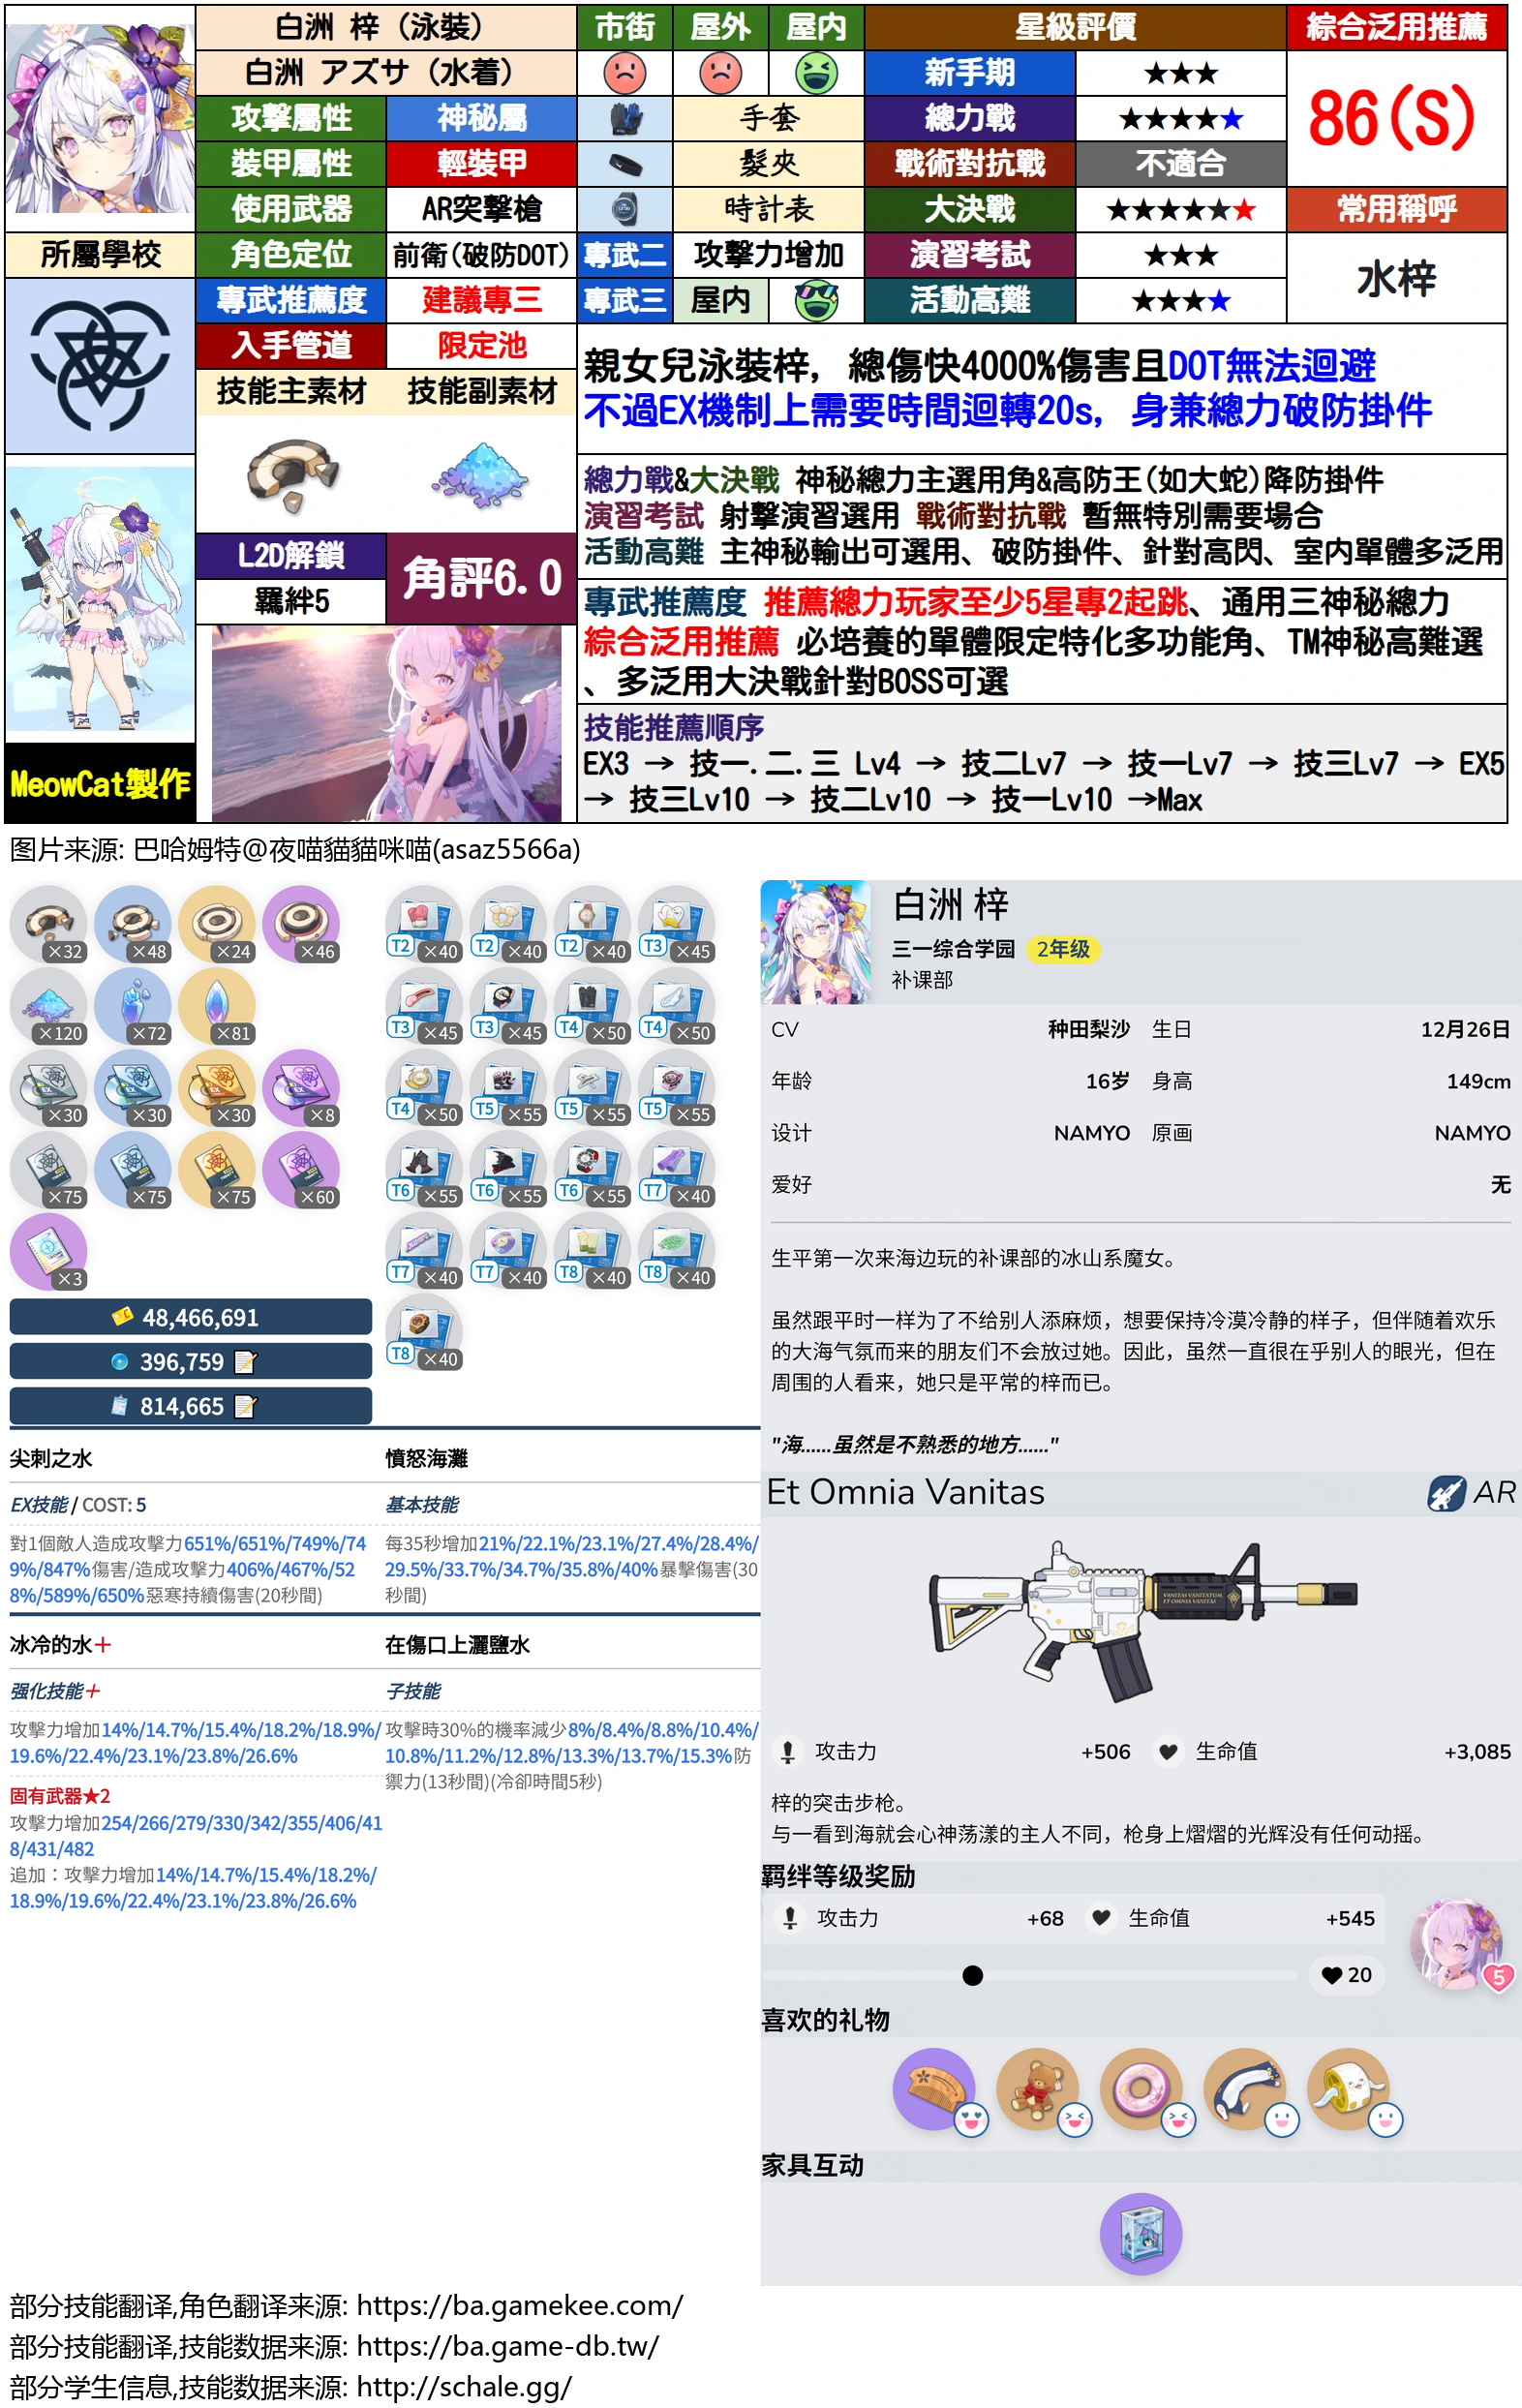 白洲 梓（泳裝）
白洲 アズサ（水着）
市街 屋外 屋内
星級評價
綜合泛用推薦
新手期 ★★★
86(S)
攻擊屬性 神秘屬 手套 總力戰 ★★★★★
裝甲屬性 輕裝甲 髮夾 戰術對抗戰 不適合
使用武器 AR突擊槍 時計表 大決戰 ★★★★★★ 常用稱呼
所屬學校 角色定位 前衛(破防DOT) 專武二 攻擊力增加 演習考試 ★★★ 水梓
專武推薦度 建議專三 專武三 屋内 活動高難 ★★★★
入手管道 限定池
技能主素材 技能副素材
親女兒泳裝梓, 總傷快4000%傷害且DOT無法迴避
不過EX機制上需要時間迴轉20s, 身兼總力破防掛件
總力戰&大決戰 神秘總力主選用角&高防王(如大蛇)降防掛件
演習考試 射擊演習選用 戰術對抗戰 暫無特別需要場合
活動高難 主神秘輸出可選用、破防掛件、針對高閃、室内單體多泛用
L2D解鎖 角評6.0
羈絆5
專武推薦度 推薦總力玩家至少5星專2起跳、通用三神秘總力
綜合泛用推薦 必培養的單體限定特化多功能角、TM神秘高難選
、多泛用大決戰針對BOSS可選
技能推薦順序
EX3 → 技一.二.三 Lv4 → 技二Lv7 → 技一Lv7 → 技三Lv7 → EX5
→ 技三Lv10 → 技二Lv10 → 技一Lv10 →Max
MeowCat製作
图片来源: 巴哈姆特@夜喵貓貓咪喵(asaz5566a)
×32 ×48 ×24 ×46
×120 ×72 ×81
×30 ×30 ×30 ×8
×75 ×75 ×75 ×60
×3
48,466,691
396,759
814,665
T2 ×40 T2 ×40 T2 ×40 T3 ×45
T3 ×45 T3 ×45 T4 ×50 T4 ×50
T4 ×50 T5 ×55 T5 ×55 T5 ×55
T6 ×55 T6 ×55 T6 ×55 T7 ×40
T7 ×40 T7 ×40 T8 ×40 T8 ×40
T8 ×40
尖刺之水
EX技能 / COST: 5
對1個敵人造成攻擊力651%/651%/749%/74
9%/847%傷害/造成攻擊力406%/467%/52
8%/589%/650%惡寒持續傷害(20秒間)
憤怒海灘
基本技能
每35秒增加21%/22.1%/23.1%/27.4%/28.4%/
29.5%/33.7%/34.7%/35.8%/40%暴擊傷害(30
秒間)
冰冷的水＋
强化技能＋
攻擊力增加14%/14.7%/15.4%/18.2%/18.9%/
19.6%/22.4%/23.1%/23.8%/26.6%
固有武器★2
攻擊力增加254/266/279/330/342/355/406/41
8/431/482
追加：攻擊力增加14%/14.7%/15.4%/18.2%/
18.9%/19.6%/22.4%/23.1%/23.8%/26.6%
在傷口上灑鹽水
子技能
攻擊時30%的機率減少8%/8.4%/8.8%/10.4%/
10.8%/11.2%/12.8%/13.3%/13.7%/15.3%防
禦力(13秒間)(冷卻時間5秒)
白洲 梓
三一综合学园 2年级
补课部
CV 种田梨沙 生日 12月26日
年龄 16岁 身高 149cm
设计 NAMYO 原画 NAMYO
爱好 无
生平第一次来海边玩的补课部的冰山系魔女。
虽然跟平时一样为了不给别人添麻烦，想要保持冷漠冷静的样子，但伴随着欢乐
的大海气氛而来的朋友们不会放过她。因此，虽然一直很在乎别人的眼光，但在
周围的人看来，她只是平常的梓而已。
"海......虽然是不熟悉的地方......"
Et Omnia Vanitas AR
VANITAS VANITATUM
ET OMNIA VANITAS
攻击力 +506 生命值 +3,085
梓的突击步枪。
与一看到海就会心神荡漾的主人不同，枪身上熠熠的光辉没有任何动摇。
羁绊等级奖励
攻击力 +68 生命值 +545
20
5
喜欢的礼物
家具互动
部分技能翻译,角色翻译来源: https://ba.gamekee.com/
部分技能翻译,技能数据来源: https://ba.game-db.tw/
部分学生信息,技能数据来源: http://schale.gg/